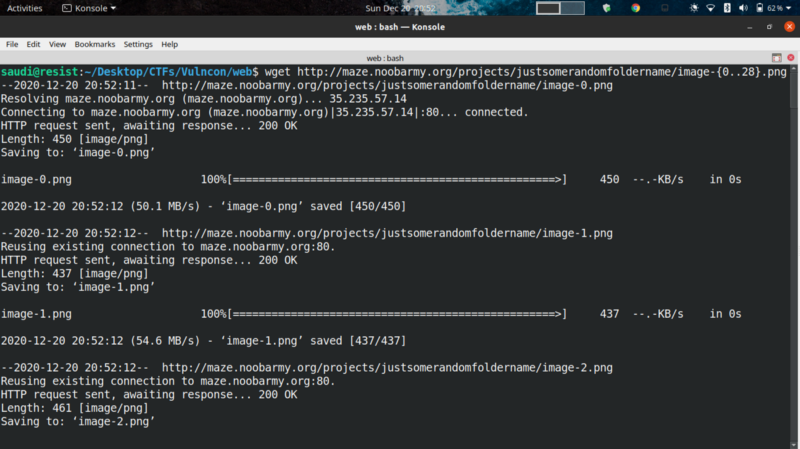 Activities
Konsole
Sun Dec 20 20:52
62 %
web : bash — Konsole
File Edit View Bookmarks Settings Help
web : bash
saudi@resist:~/Desktop/CTFs/Vulncon/web$ wget http://maze.noobarmy.org/projects/justsomerandomfoldername/image-{0..28}.png
--2020-12-20 20:52:11-- http://maze.noobarmy.org/projects/justsomerandomfoldername/image-0.png
Resolving maze.noobarmy.org (maze.noobarmy.org)... 35.235.57.14
Connecting to maze.noobarmy.org (maze.noobarmy.org)|35.235.57.14|:80... connected.
HTTP request sent, awaiting response... 200 OK
Length: 450 [image/png]
Saving to: ‘image-0.png’
image-0.png 100%[==================================================>] 450 --.-KB/s in 0s
2020-12-20 20:52:12 (50.1 MB/s) - ‘image-0.png’ saved [450/450]
--2020-12-20 20:52:12-- http://maze.noobarmy.org/projects/justsomerandomfoldername/image-1.png
Reusing existing connection to maze.noobarmy.org:80.
HTTP request sent, awaiting response... 200 OK
Length: 437 [image/png]
Saving to: ‘image-1.png’
image-1.png 100%[==================================================>] 437 --.-KB/s in 0s
2020-12-20 20:52:12 (54.6 MB/s) - ‘image-1.png’ saved [437/437]
--2020-12-20 20:52:12-- http://maze.noobarmy.org/projects/justsomerandomfoldername/image-2.png
Reusing existing connection to maze.noobarmy.org:80.
HTTP request sent, awaiting response... 200 OK
Length: 461 [image/png]
Saving to: ‘image-2.png’